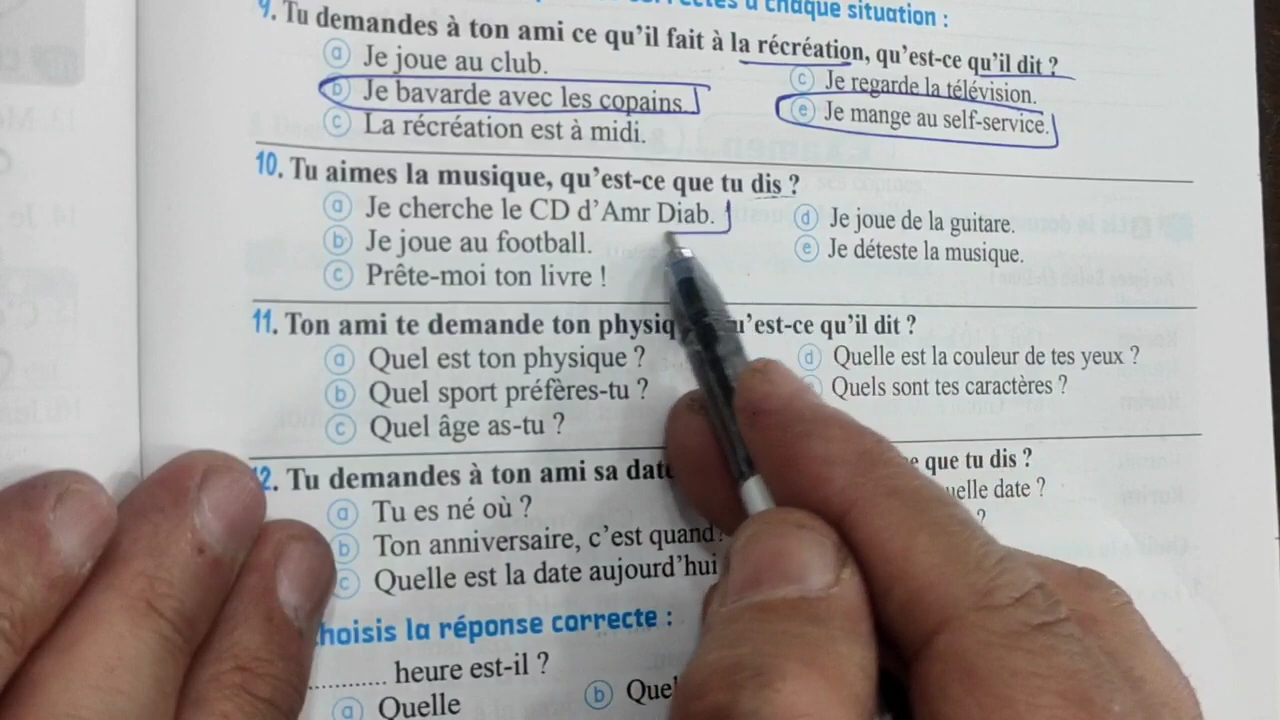 à chaque situation :
9. Tu demandes à ton ami ce qu'il fait à la récréation, qu'est-ce qu'il dit ?
a Je joue au club.
c Je regarde la télévision.
b Je bavarde avec les copains.
e Je mange au self-service.
c La récréation est à midi.
10. Tu aimes la musique, qu'est-ce que tu dis ?
a Je cherche le CD d'Amr Diab.
d Je joue de la guitare.
b Je joue au football.
e Je déteste la musique.
c Prête-moi ton livre !
11. Ton ami te demande ton physiq u'est-ce qu'il dit ?
a Quel est ton physique ?
d Quelle est la couleur de tes yeux ?
b Quel sport préfères-tu ?
Quels sont tes caractères ?
c Quel âge as-tu ?
12. Tu demandes à ton ami sa date e que tu dis ?
a Tu es né où ?
uelle date ?
b Ton anniversaire, c'est quand?
?
c Quelle est la date aujourd'hui
hoisis la réponse correcte :
............ heure est-il ?
a Quelle
b Quel